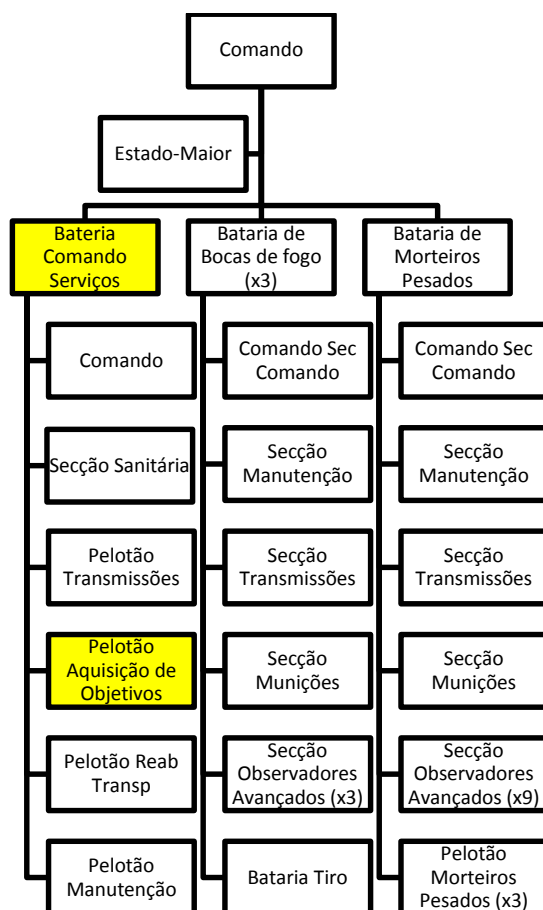 Comando
Estado-Maior
Bateria
Comando
Serviços
Bataria de
Bocas de fogo
(x3)
Bataria de
Morteiros
Pesados
Comando
Secção Sanitária
Pelotão
Transmissões
Pelotão
Aquisição de
Objetivos
Pelotão Reab
Transp
Pelotão
Manutenção
Comando Sec
Comando
Secção
Manutenção
Secção
Transmissões
Secção
Munições
Secção
Observadores
Avançados (x3)
Bataria Tiro
Comando Sec
Comando
Secção
Manutenção
Secção
Transmissões
Secção
Munições
Secção
Observadores
Avançados (x9)
Pelotão
Morteiros
Pesados (x3)